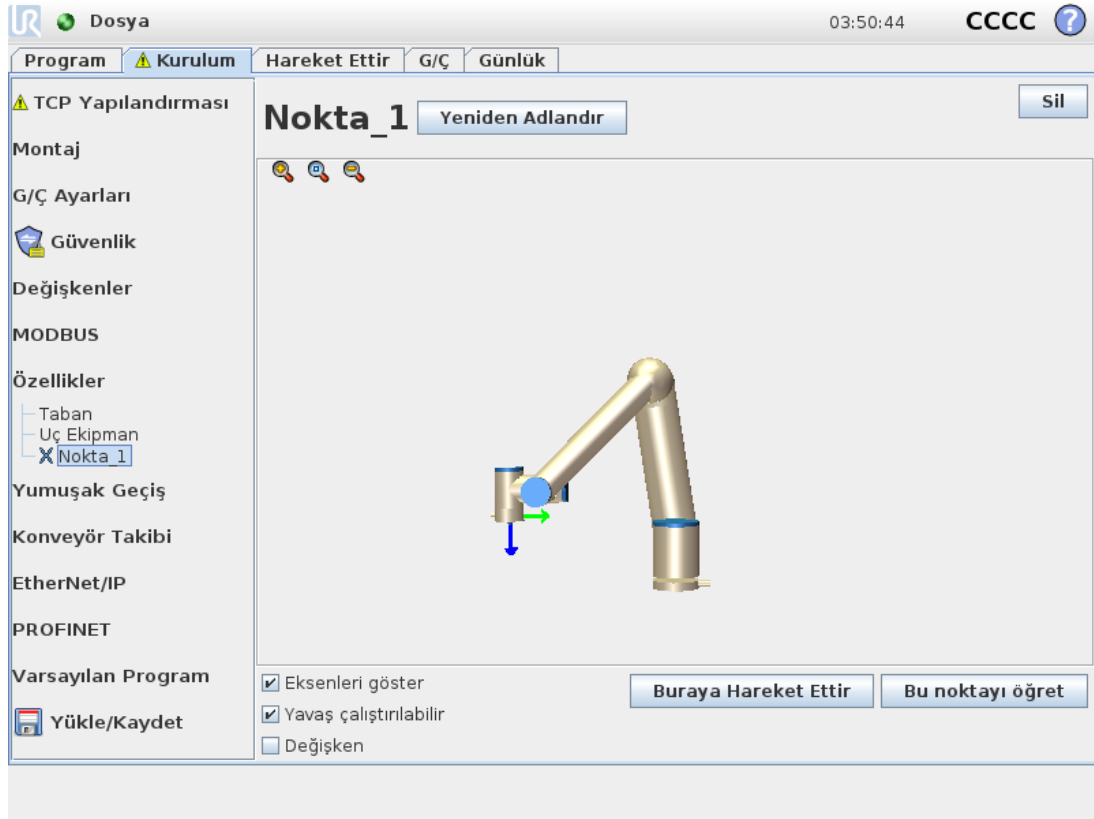 Dosya 03:50:44 CCCC ?
Program Kurulum Hareket Ettir G/Ç Günlük
TCP Yapılandırması
Montaj
G/Ç Ayarları
Güvenlik
Değişkenler
MODBUS
Özellikler
Taban
Uç Ekipman
Nokta_1
Yumuşak Geçiş
Konveyör Takibi
EtherNet/IP
PROFINET
Varsayılan Program
Yükle/Kaydet
Nokta_1 Yeniden Adlandır Sil
Eksenleri göster
Yavaş çalıştırılabilir
Değişken
Buraya Hareket Ettir Bu noktayı öğret